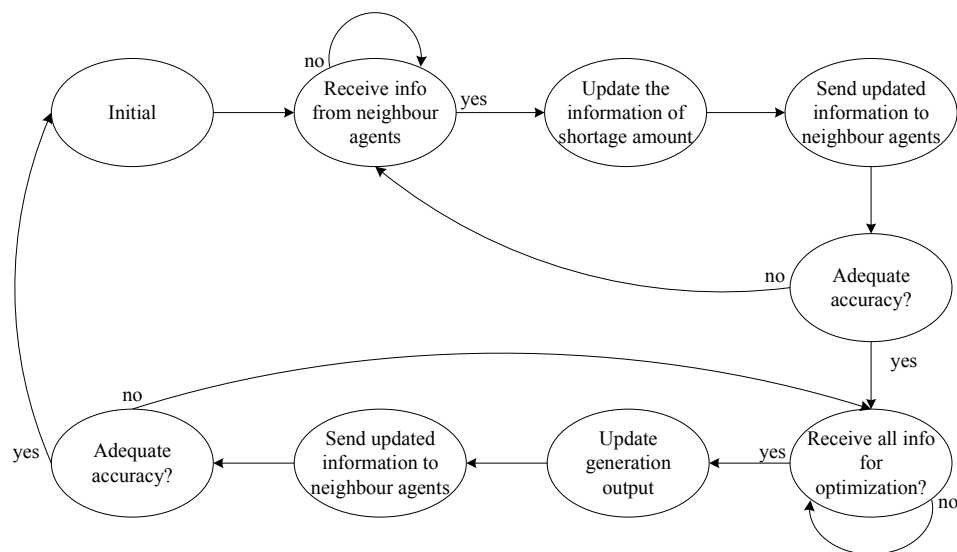 no
Initial
Receive info
from neighbour
agents
yes
Update the
information of
shortage amount
Send updated
information to
neighbour agents
no
Adequate
accuracy?
yes
no
yes
Adequate
accuracy?
Send updated
information to
neighbour agents
Update
generation
output
yes
Receive all info
for
optimization?
no